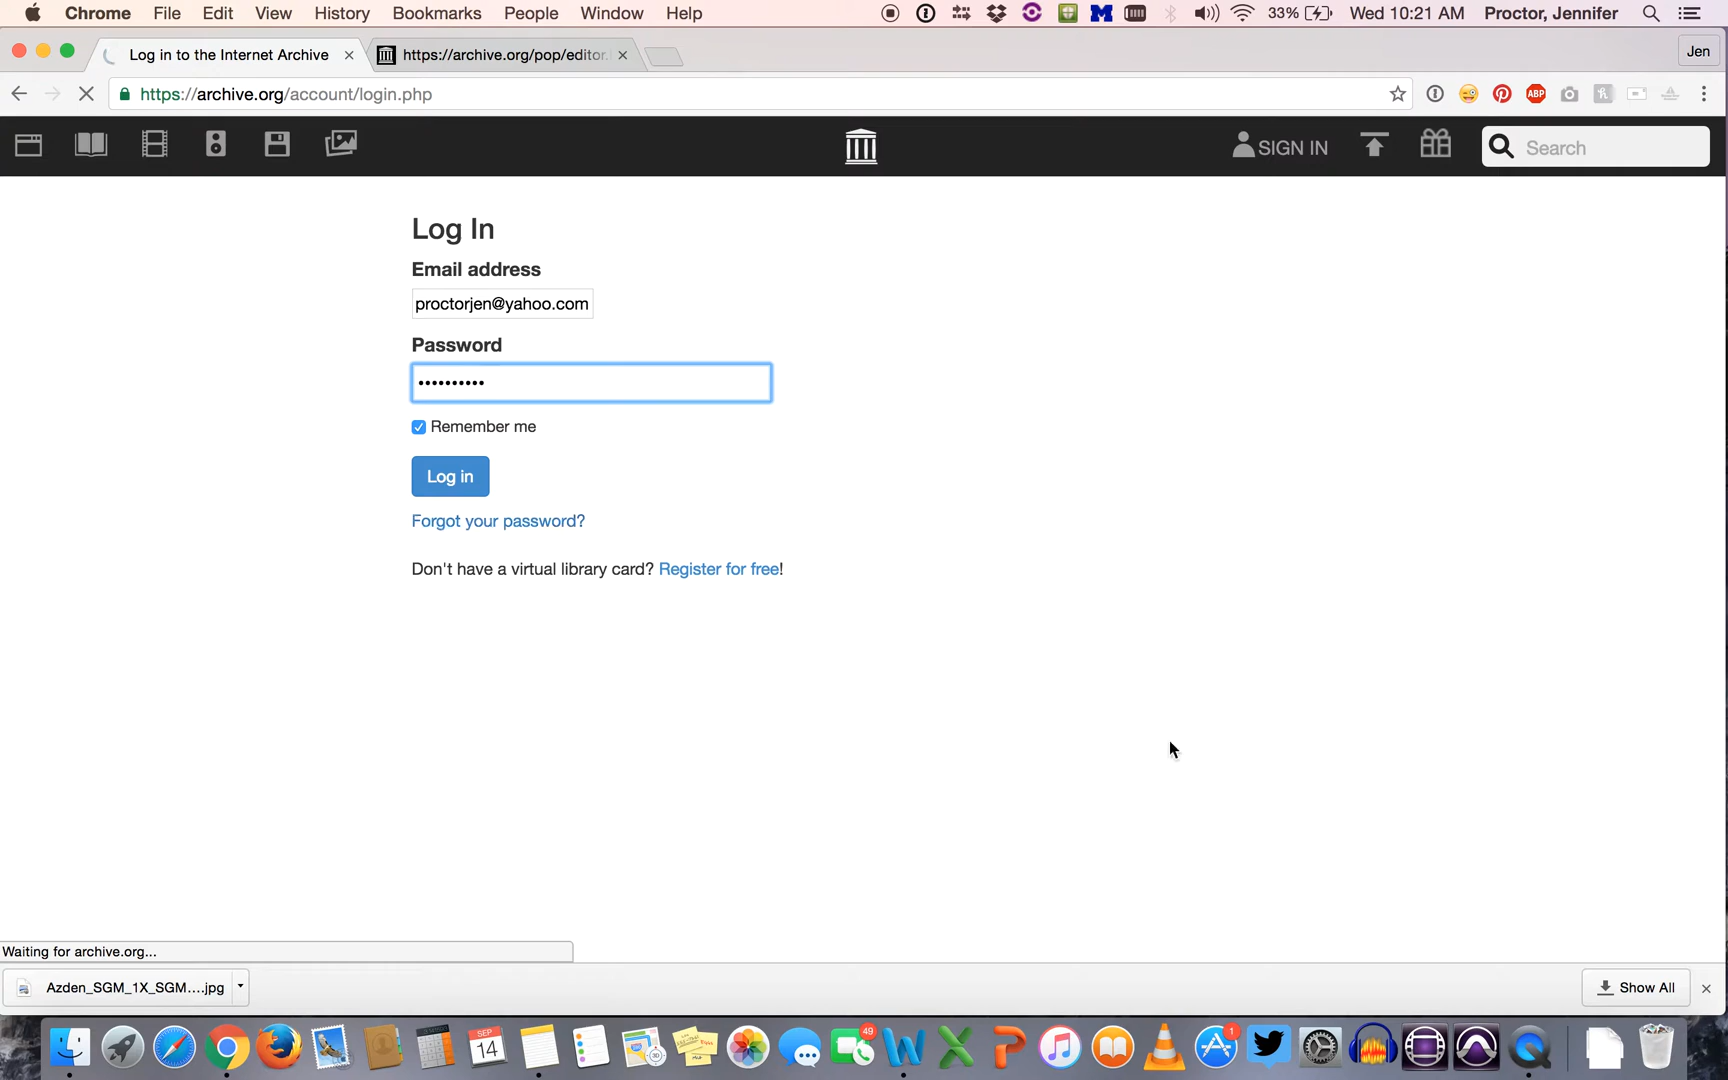 Chrome File Edit View History Bookmarks People Window Help 33% Wed 10:21 AM Proctor, Jennifer
Log in to the Internet Archive https://archive.org/pop/editor. Jen
https://archive.org/account/login.php ABP
SIGN IN Search
Log In
Email address
proctorjen@yahoo.com
Password
••••••••••
Remember me
Log in
Forgot your password?
Don't have a virtual library card? Register for free!
Waiting for archive.org...
Azden_SGM_1X_SGM....jpg Show All
SEP 49 1
14